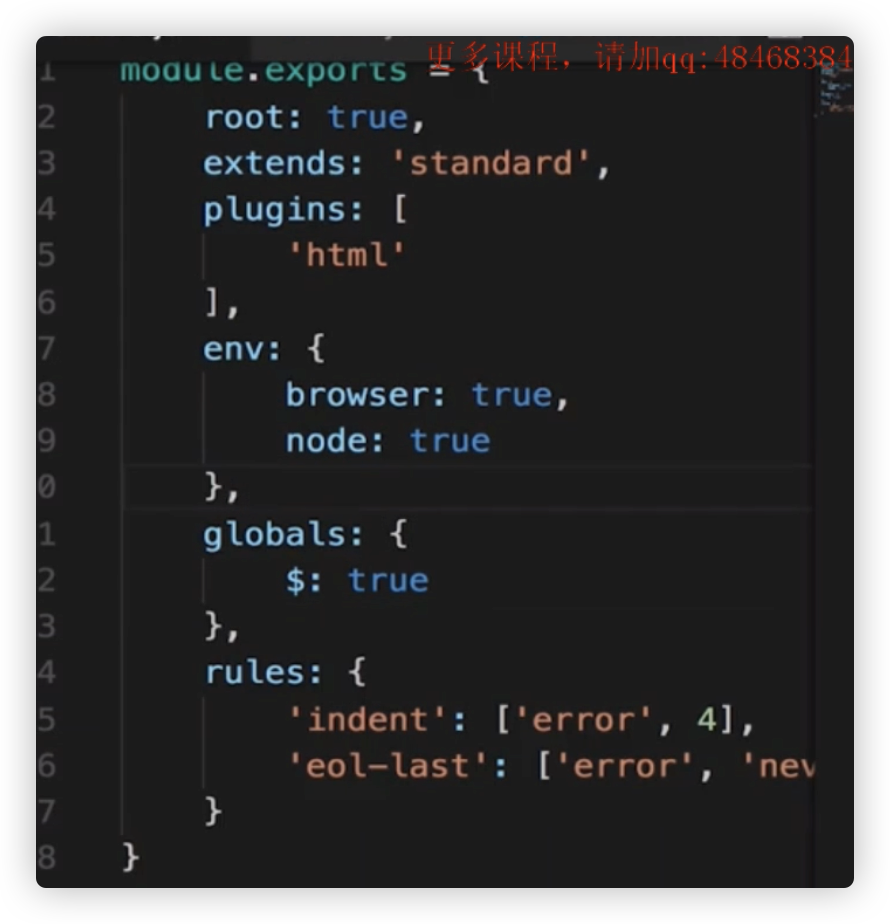 更多课程，请加qq:48468384
1 module.exports = {
2 root: true,
3 extends: 'standard',
4 plugins: [
5 'html'
6 ],
7 env: {
8 browser: true,
9 node: true
0 },
1 globals: {
2 $: true
3 },
4 rules: {
5 'indent': ['error', 4],
6 'eol-last': ['error', 'nev
7 }
8 }